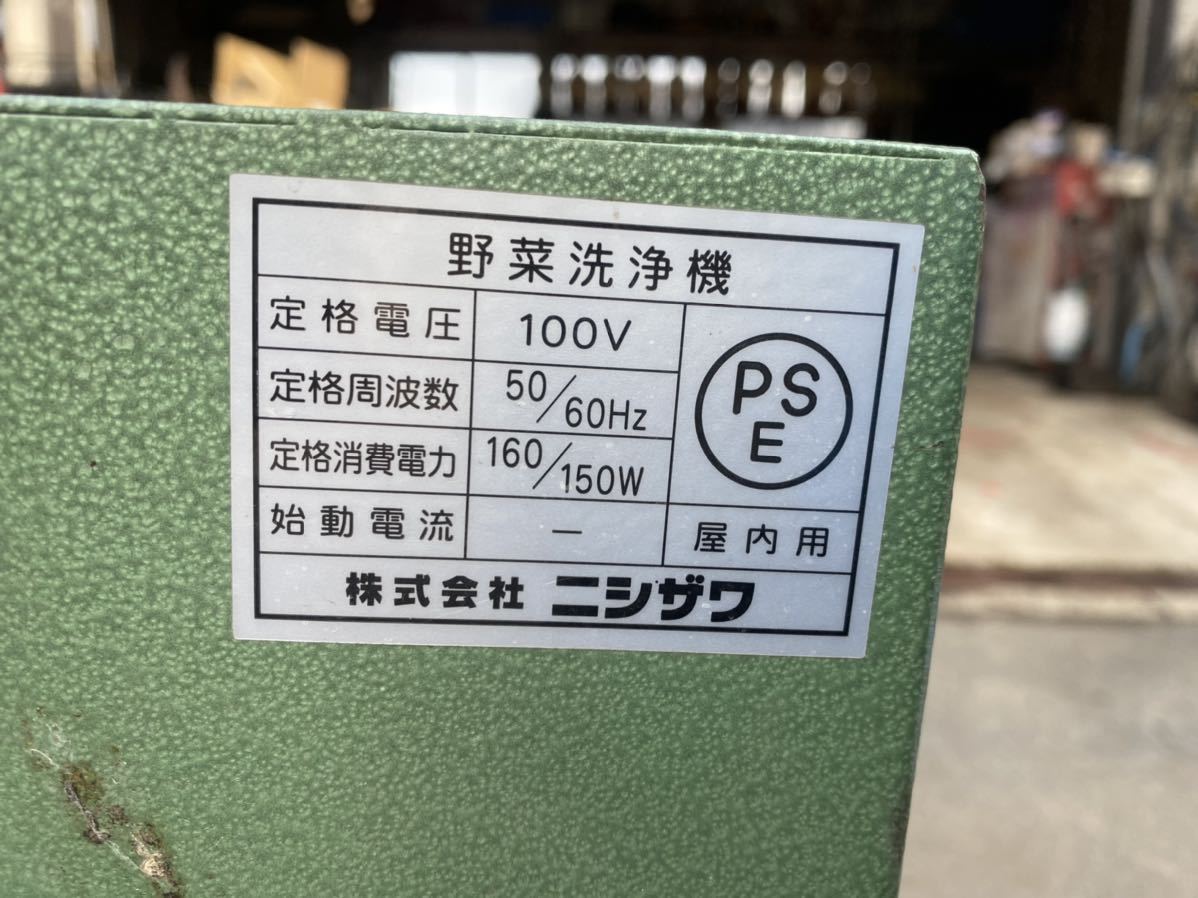 野菜洗浄機
定格電圧 100V
定格周波数 50/60Hz
定格消費電力 160/150W
始動電流 —
PS
E
屋内用
株式会社 ニシザワ